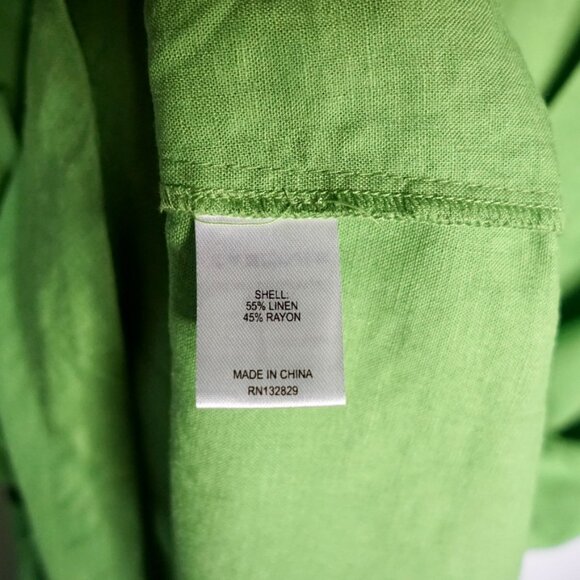 SHELL:
55% LINEN
45% RAYON
MADE IN CHINA
RN132829